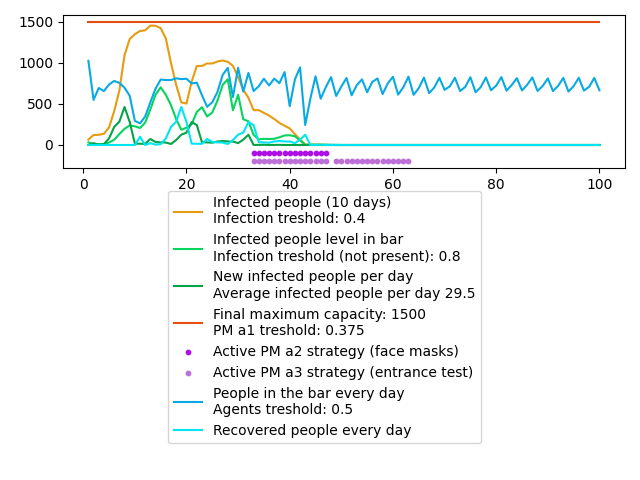 1500
1000
500
0
0 20 40 60 80 100
Infected people (10 days)
Infection treshold: 0.4
Infected people level in bar
Infection treshold (not present): 0.8
New infected people per day
Average infected people per day 29.5
Final maximum capacity: 1500
PM a1 treshold: 0.375
Active PM a2 strategy (face masks)
Active PM a3 strategy (entrance test)
People in the bar every day
Agents treshold: 0.5
Recovered people every day